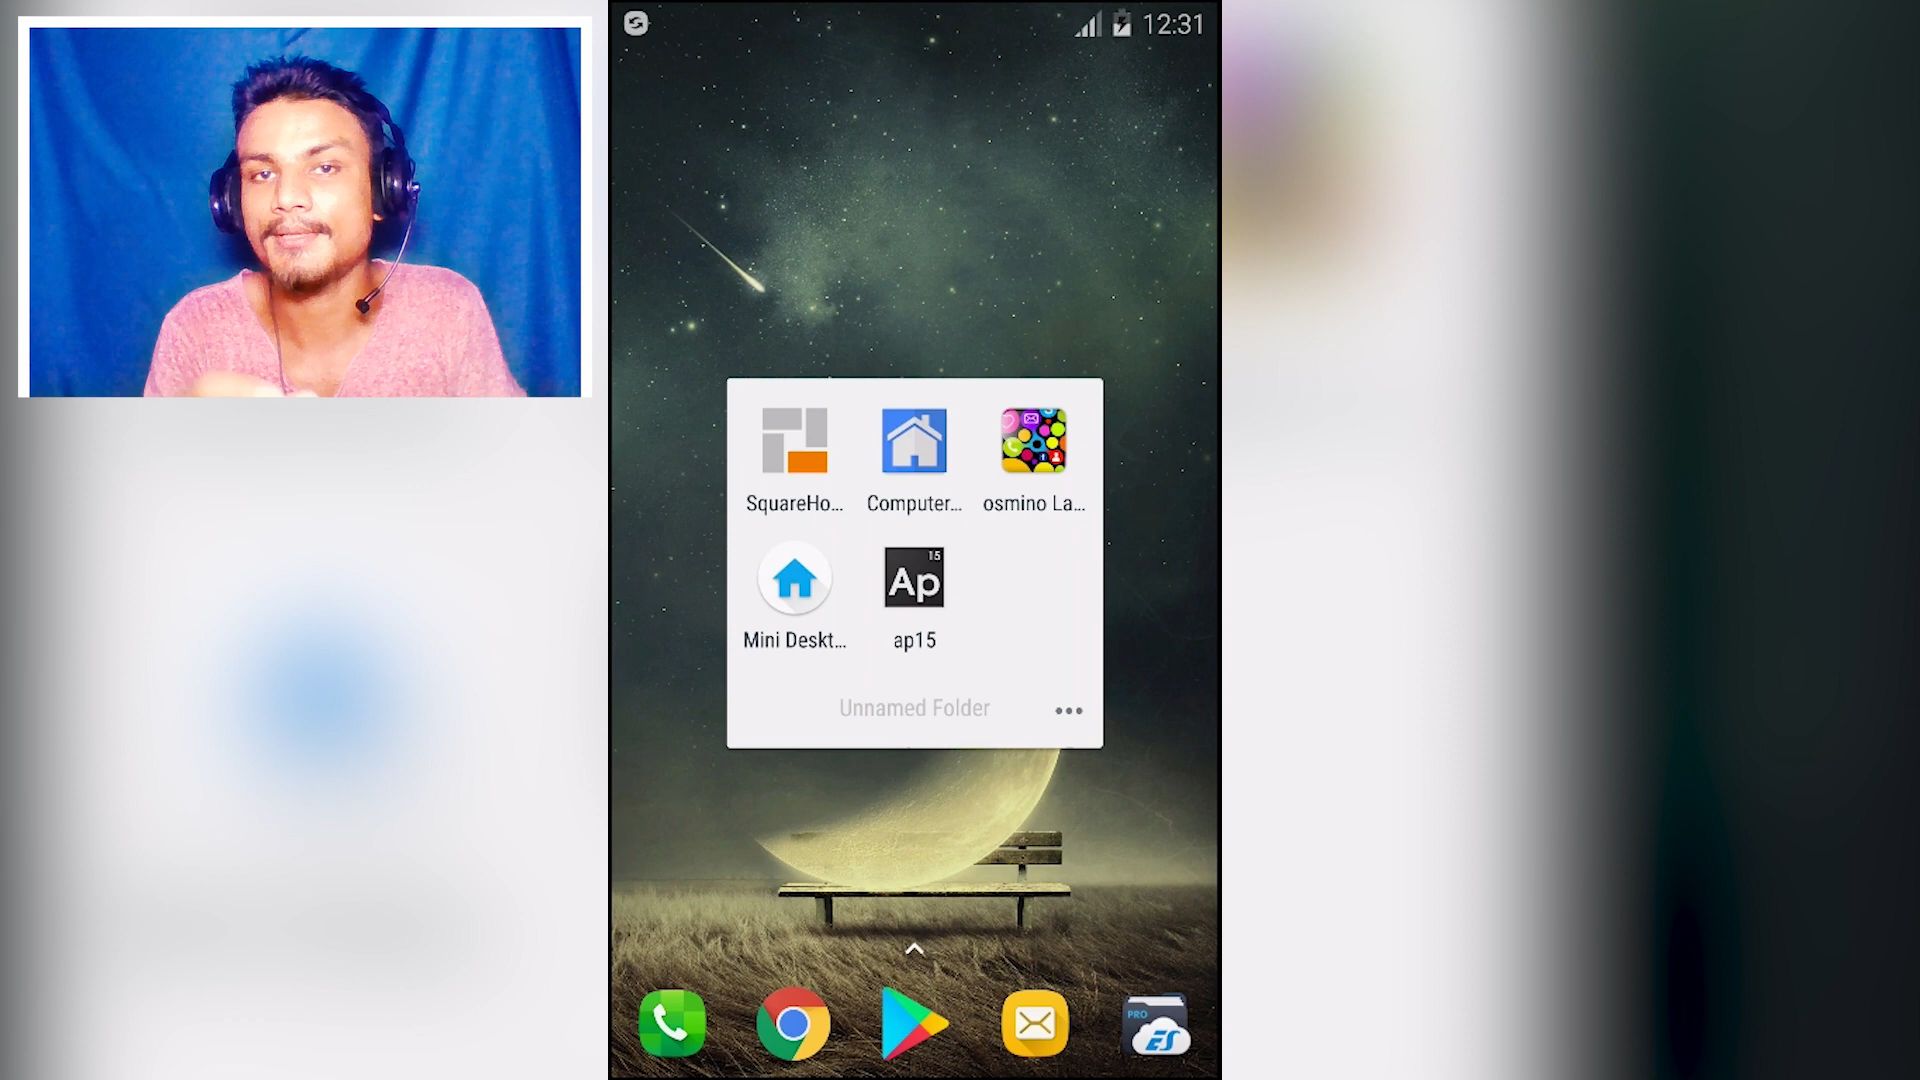 12:31
SquareHo...
Computer...
osmino La...
15
Ap
Mini Deskt...
ap15
Unnamed Folder
PRO
ES